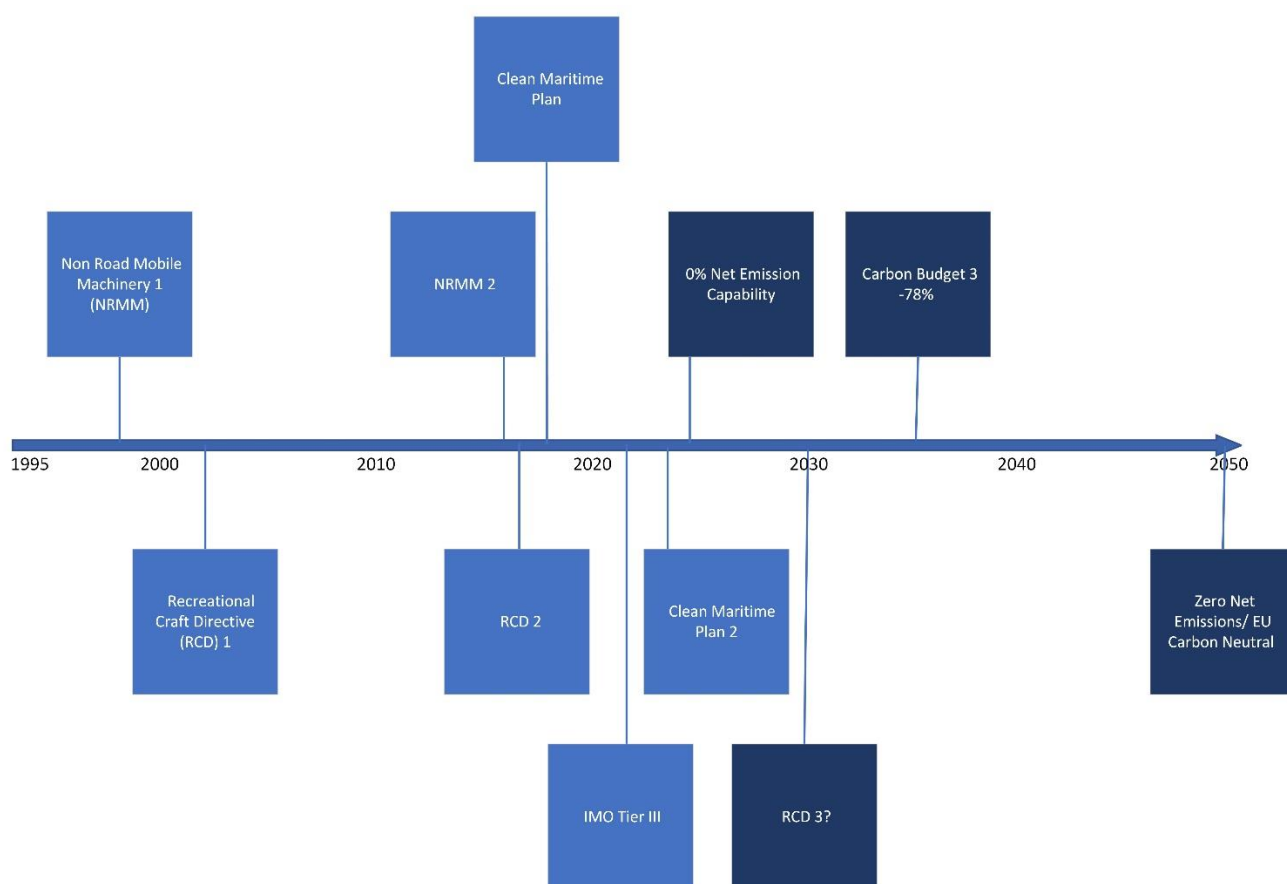 Clean Maritime
Plan
Non Road Mobile
Machinery 1
(NRMM)
NRMM 2
0% Net Emission
Capability
Carbon Budget 3
-78%
1995
2000
2010
2020
2030
2040
2050
Recreational
Craft Directive
(RCD) 1
RCD 2
Clean Maritime
Plan 2
Zero Net
Emissions/ EU
Carbon Neutral
IMO Tier III
RCD 3?